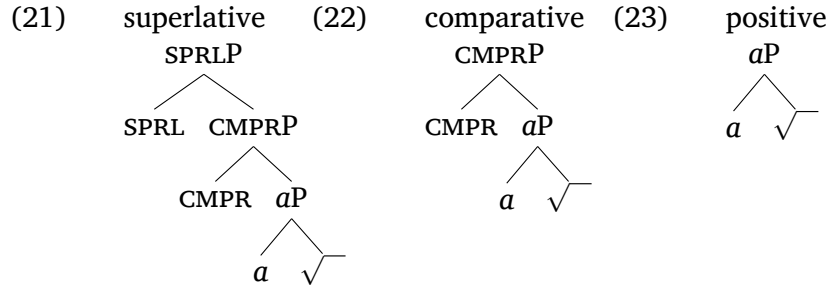 (21) superlative (22) comparative (23) positive
SPRLP CMPRP aP
SPRL CMPRP CMPR aP a √
CMPR aP a √
a √